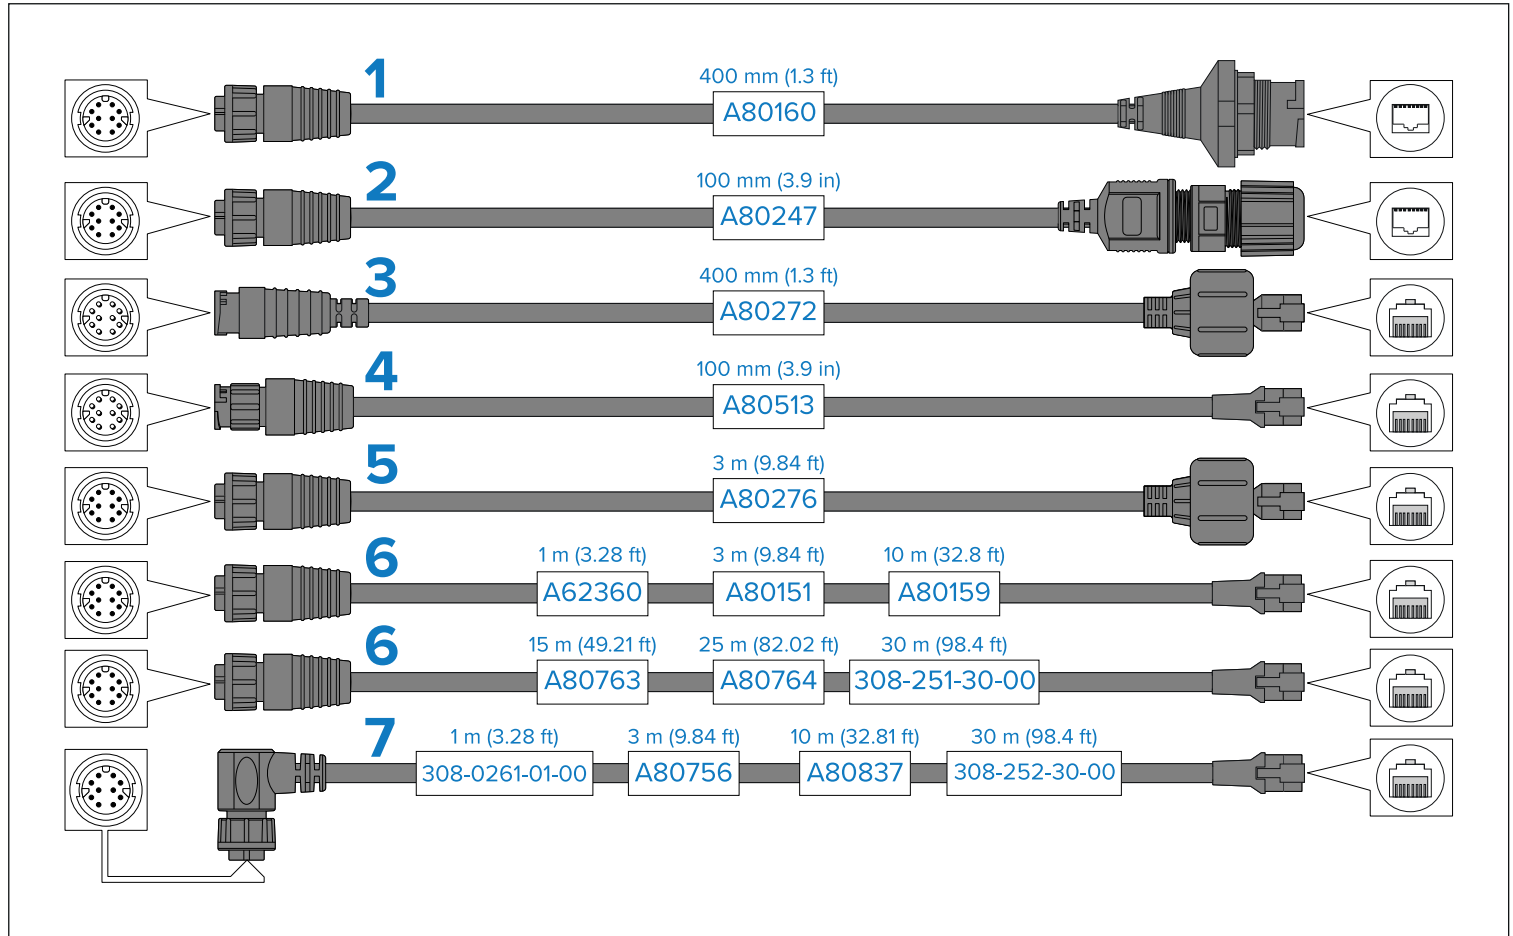 1
400 mm (1.3 ft)
A80160
2
100 mm (3.9 in)
A80247
3
400 mm (1.3 ft)
A80272
4
100 mm (3.9 in)
A80513
5
3 m (9.84 ft)
A80276
6
1 m (3.28 ft) 3 m (9.84 ft) 10 m (32.8 ft)
A62360 A80151 A80159
6
15 m (49.21 ft) 25 m (82.02 ft) 30 m (98.4 ft)
A80763 A80764 308-251-30-00
7
1 m (3.28 ft) 3 m (9.84 ft) 10 m (32.81 ft) 30 m (98.4 ft)
308-0261-01-00 A80756 A80837 308-252-30-00